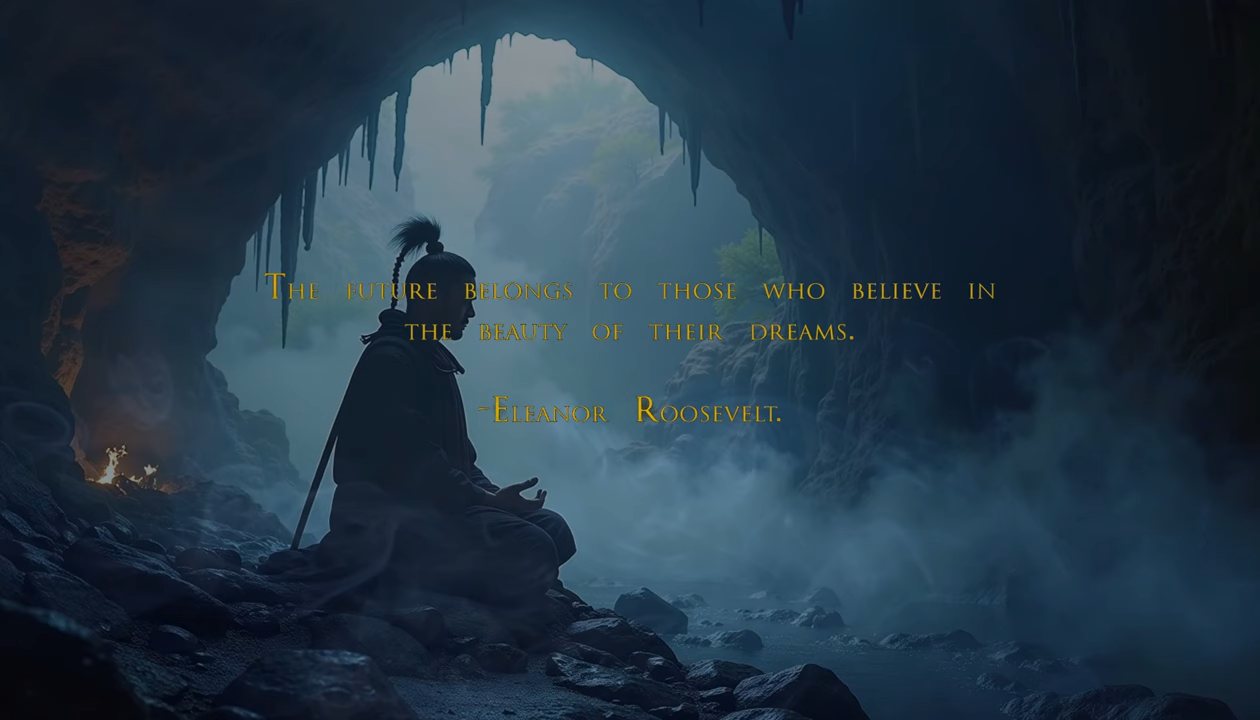 The future belongs to those who believe in
the beauty of their dreams.
-Eleanor Roosevelt.